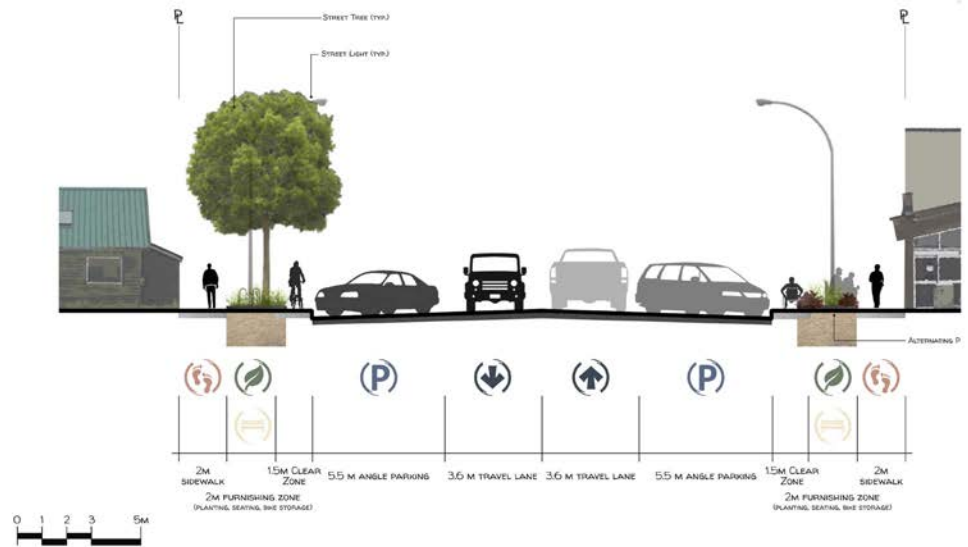 PL
PL
STREET TREE (TYP.)
STREET LIGHT (TYP.)
ALTERNATING P
P
P
2M
SIDEWALK
1.5M CLEAR
ZONE
5.5 M ANGLE PARKING
3.6 M TRAVEL LANE
3.6 M TRAVEL LANE
5.5 M ANGLE PARKING
1.5M CLEAR
ZONE
2M
SIDEWALK
2M FURNISHING ZONE
(PLANTING, SEATING, BIKE STORAGE)
2M FURNISHING ZONE
(PLANTING, SEATING, BIKE STORAGE)
0 1 2 3 5M